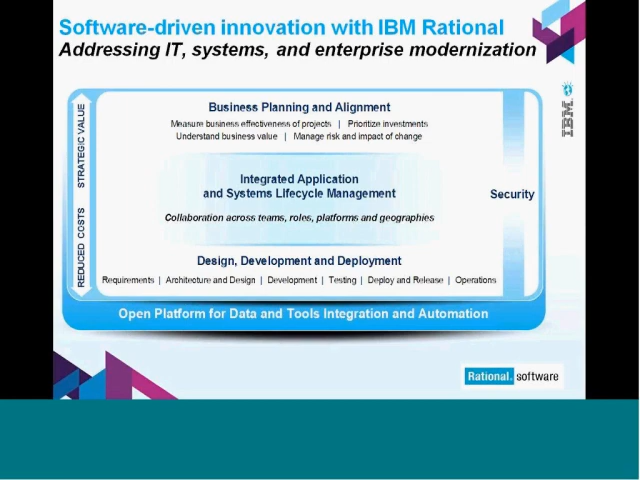 Software-driven innovation with IBM Rational
Addressing IT, systems, and enterprise modernization
IBM
STRATEGIC VALUE
REDUCED COSTS
Business Planning and Alignment
Measure business effectiveness of projects | Prioritize investments
Understand business value | Manage risk and impact of change
Integrated Application
and Systems Lifecycle Management
Collaboration across teams, roles, platforms and geographies
Design, Development and Deployment
Requirements | Architecture and Design | Development | Testing | Deploy and Release | Operations
Security
Open Platform for Data and Tools Integration and Automation
Rational. software